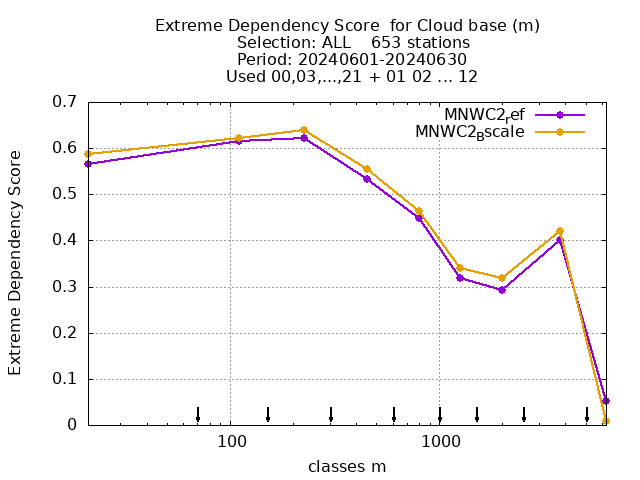 Extreme Dependency Score  for Cloud base (m)
Selection: ALL    653 stations
Period: 20240601-20240630
Used 00,03,...,21 + 01 02 ... 12
MNWC2ref
MNWC2Bscale
0.7
0.6
0.5
0.4
0.3
0.2
0.1
0
Extreme Dependency Score
100
1000
classes m